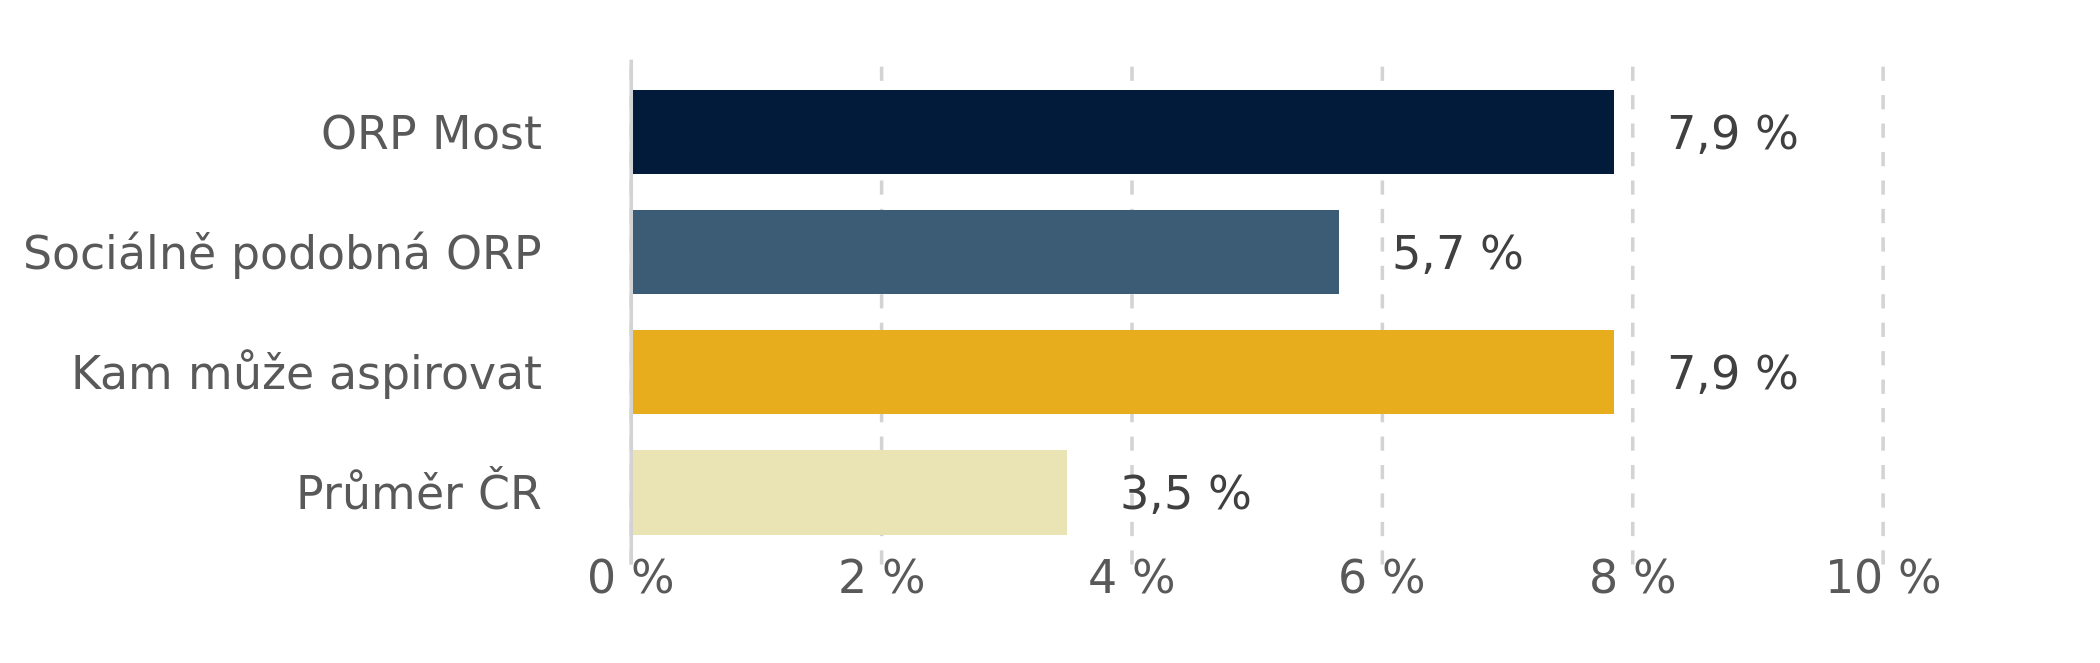 ORP Most 7,9 %
Sociálně podobná ORP 5,7 %
Kam může aspirovat 7,9 %
Průměr ČR 3,5 %
0 % 2 % 4 % 6 % 8 % 10 %